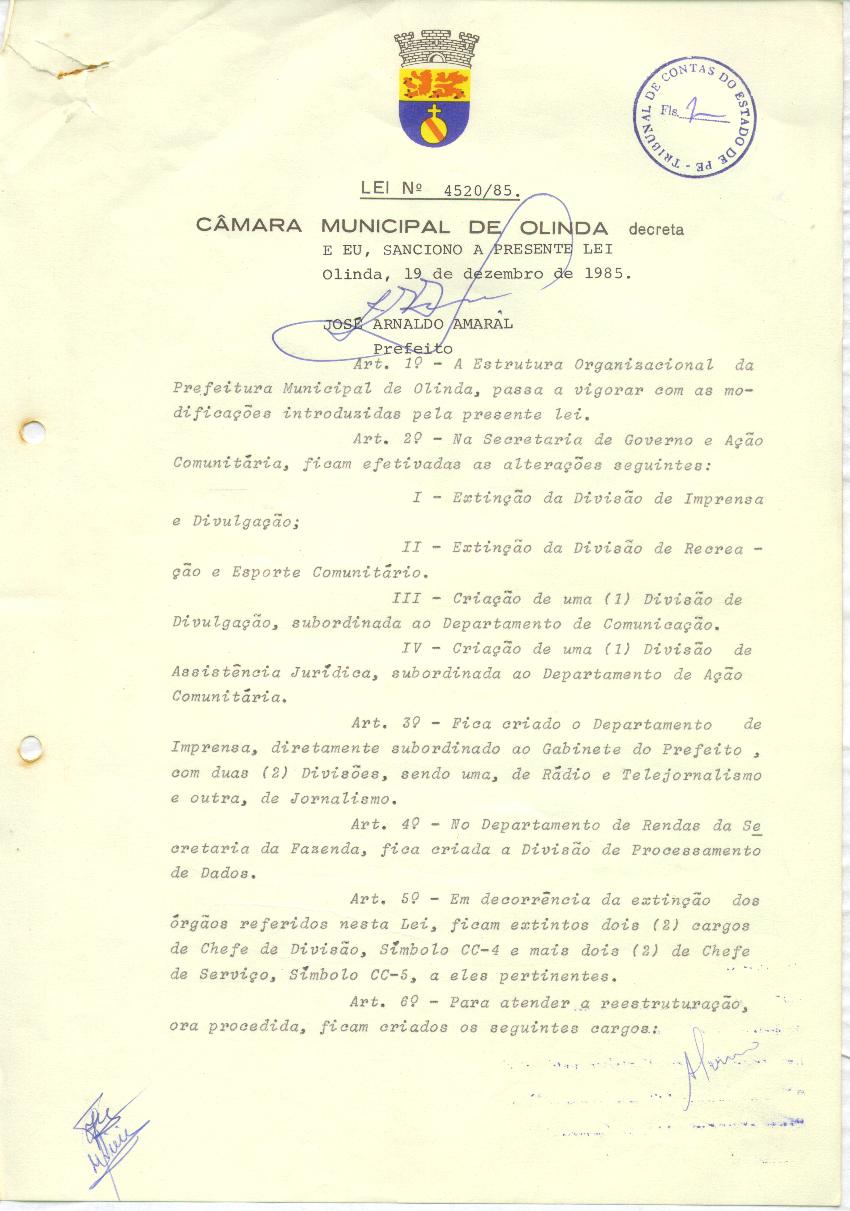 TRIBUNAL DE CONTAS DO ESTADO DE PE -
Fls.
LEI Nº 4520/85.
CÂMARA MUNICIPAL DE OLINDA decreta
E EU, SANCIONO A PRESENTE LEI
Olinda, 19 de dezembro de 1985.
JOSÉ ARNALDO AMARAL
Prefeito
Art. 1º - A Estrutura Organizacional da
Prefeitura Municipal de Olinda, passa a vigorar com as mo-
dificações introduzidas pela presente lei.
Art. 2º - Na Secretaria de Governo e Ação
Comunitária, ficam efetivadas as alterações seguintes:
I - Extinção da Divisão de Imprensa
e Divulgação;
II - Extinção da Divisão de Recrea -
ção e Esporte Comunitário.
III - Criação de uma (1) Divisão de
Divulgação, subordinada ao Departamento de Comunicação.
IV - Criação de uma (1) Divisão de
Assistência Jurídica, subordinada ao Departamento de Ação
Comunitária.
Art. 3º - Fica criado o Departamento de
Imprensa, diretamente subordinado ao Gabinete do Prefeito ,
com duas (2) Divisões, sendo uma, de Rádio e Telejornalismo
e outra, de Jornalismo.
Art. 4º - No Departamento de Rendas da Se
cretaria da Fazenda, fica criada a Divisão de Processamento
de Dados.
Art. 5º - Em decorrência da extinção dos
órgãos referidos nesta Lei, ficam extintos dois (2) cargos
de Chefe de Divisão, Símbolo CC-4 e mais dois (2) de Chefe
de Serviço, Símbolo CC-5, a eles pertinentes.
Art. 6º - Para atender a reestruturação,
ora procedida, ficam criados os seguintes cargos: